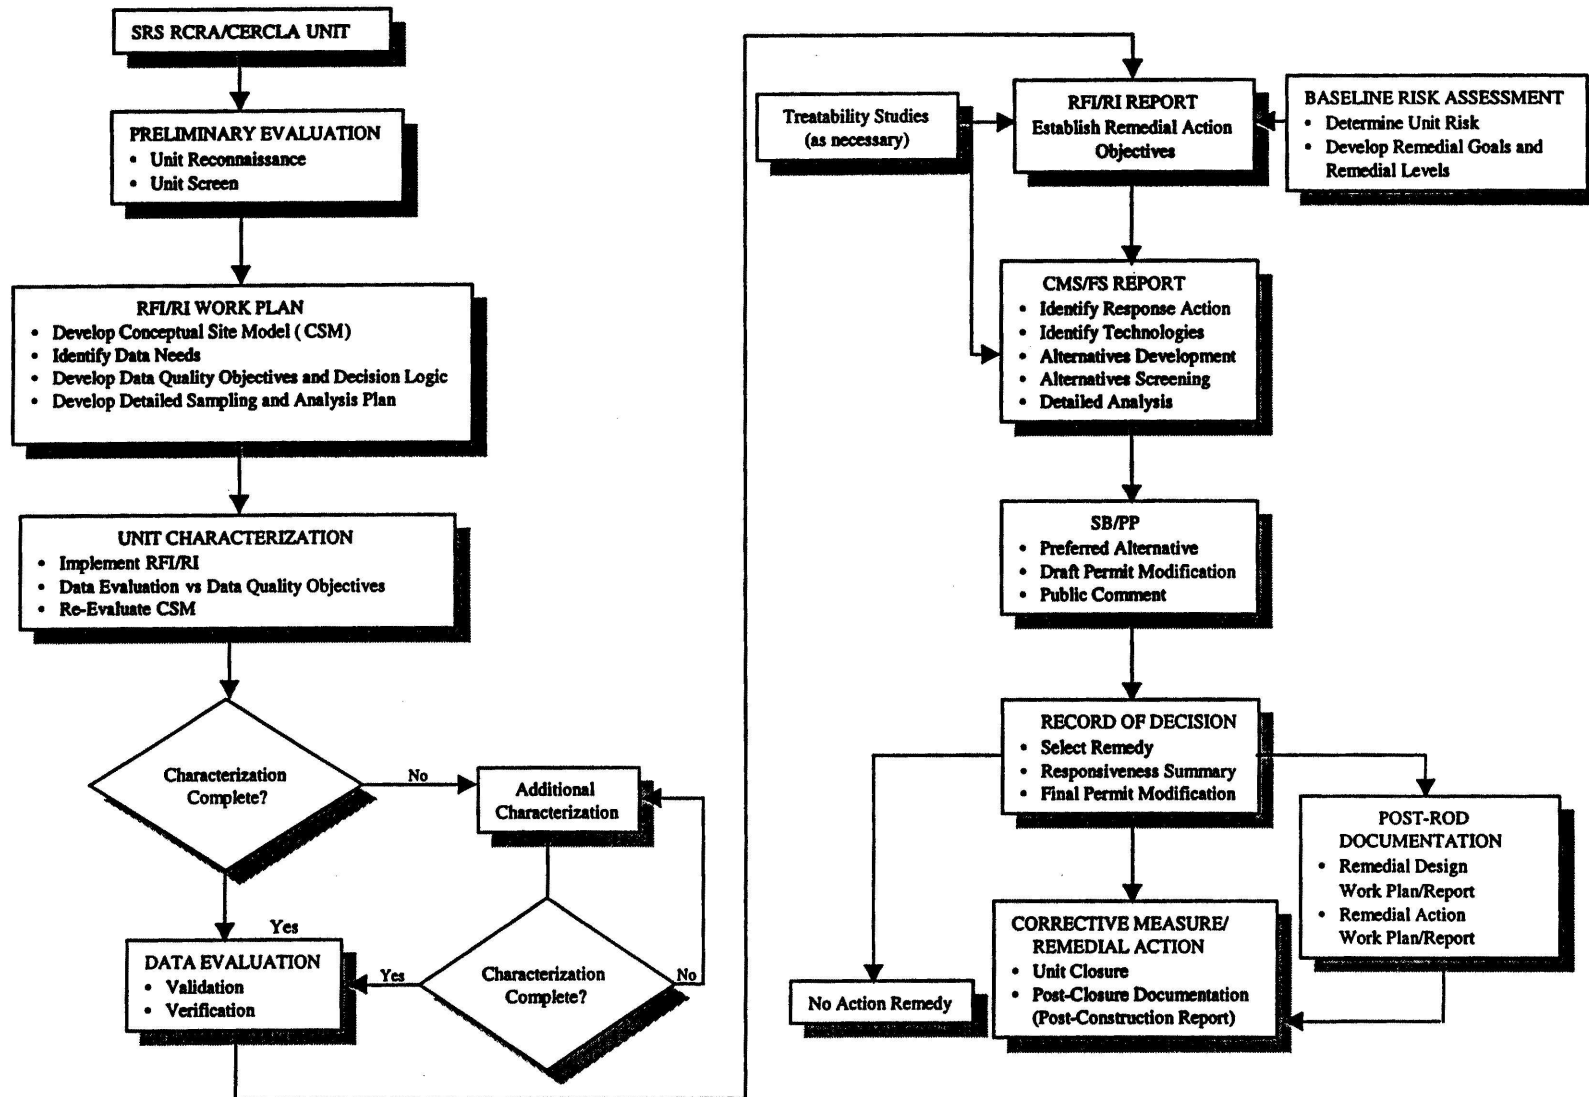 SRS RCRA/CERCLA UNIT
PRELIMINARY EVALUATION
• Unit Reconnaissance
• Unit Screen
RFI/RI WORK PLAN
• Develop Conceptual Site Model (CSM)
• Identify Data Needs
• Develop Data Quality Objectives and Decision Logic
• Develop Detailed Sampling and Analysis Plan
UNIT CHARACTERIZATION
• Implement RFI/RI
• Data Evaluation vs Data Quality Objectives
• Re-Evaluate CSM
Characterization
Complete?
No
Additional
Characterization
Yes
DATA EVALUATION
• Validation
• Verification
Yes
Characterization
Complete?
No
Treatability Studies
(as necessary)
RFI/RI REPORT
Establish Remedial Action
Objectives
BASELINE RISK ASSESSMENT
• Determine Unit Risk
• Develop Remedial Goals and
Remedial Levels
CMS/FS REPORT
• Identify Response Action
• Identify Technologies
• Alternatives Development
• Alternatives Screening
• Detailed Analysis
SB/PP
• Preferred Alternative
• Draft Permit Modification
• Public Comment
RECORD OF DECISION
• Select Remedy
• Responsiveness Summary
• Final Permit Modification
POST-ROD
DOCUMENTATION
• Remedial Design
Work Plan/Report
• Remedial Action
Work Plan/Report
CORRECTIVE MEASURE/
REMEDIAL ACTION
• Unit Closure
• Post-Closure Documentation
(Post-Construction Report)
No Action Remedy